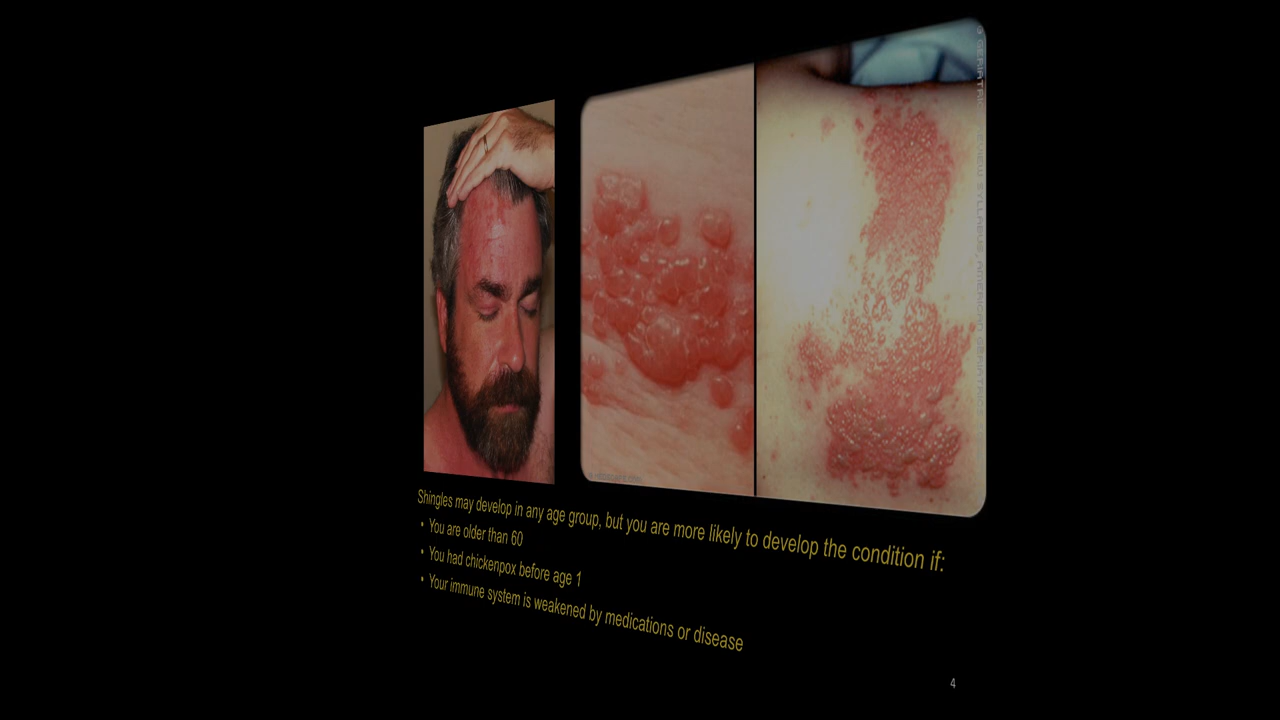 Shingles may develop in any age group, but you are more likely to develop the condition if:
• You are older than 60
• You had chickenpox before age 1
• Your immune system is weakened by medications or disease
4